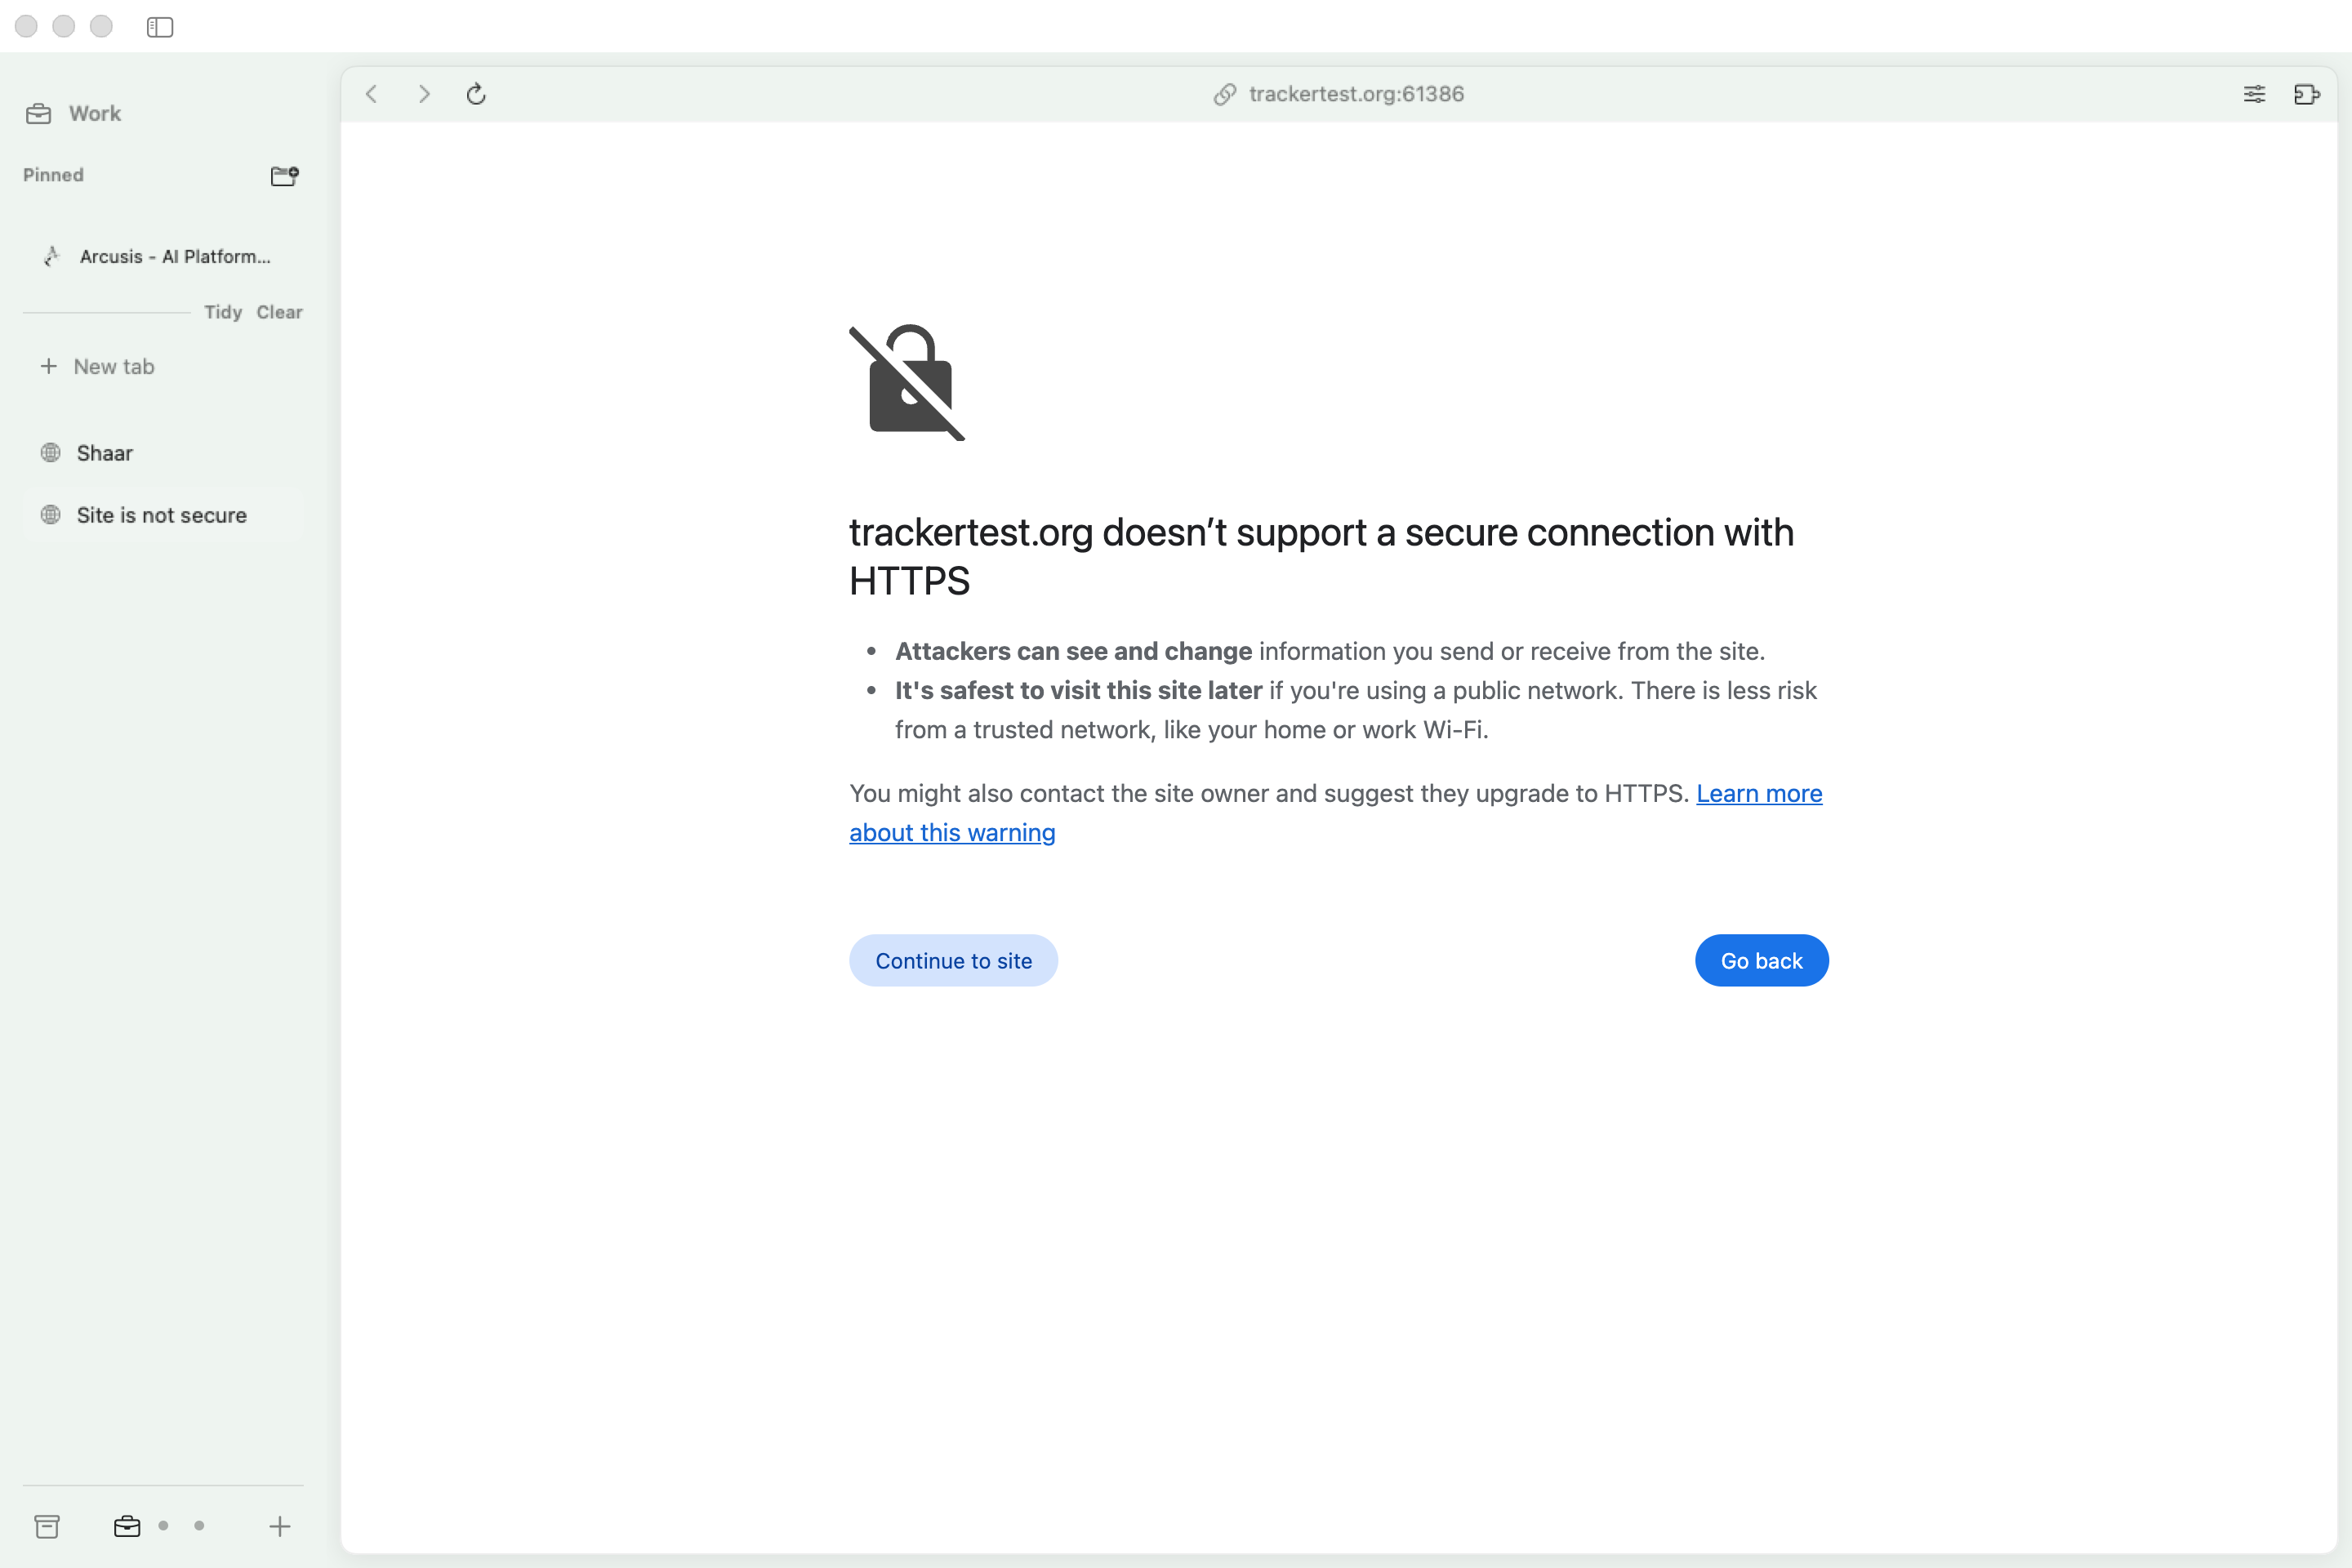 Work
Pinned
Arcusis - AI Platform...
Tidy Clear
New tab
Shaar
Site is not secure
trackertest.org:61386
trackertest.org doesn’t support a secure connection with
HTTPS
• Attackers can see and change information you send or receive from the site.
• It's safest to visit this site later if you're using a public network. There is less risk
from a trusted network, like your home or work Wi-Fi.
You might also contact the site owner and suggest they upgrade to HTTPS. Learn more
about this warning
Continue to site
Go back